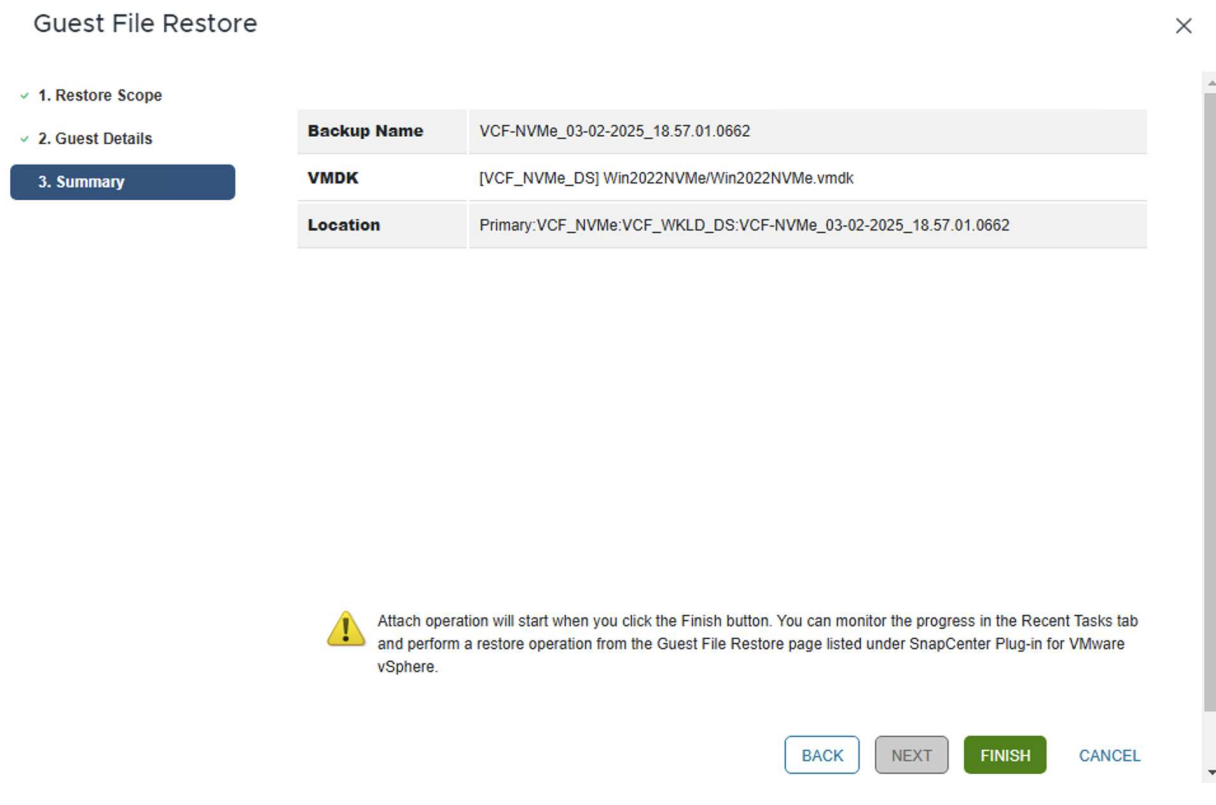 Guest File Restore
1. Restore Scope
2. Guest Details
3. Summary
Backup Name VCF-NVMe_03-02-2025_18.57.01.0662
VMDK [VCF_NVMe_DS] Win2022NVMe/Win2022NVMe.vmdk
Location Primary:VCF_NVMe:VCF_WKLD_DS:VCF-NVMe_03-02-2025_18.57.01.0662
Attach operation will start when you click the Finish button. You can monitor the progress in the Recent Tasks tab
and perform a restore operation from the Guest File Restore page listed under SnapCenter Plug-in for VMware
vSphere.
BACK NEXT FINISH CANCEL